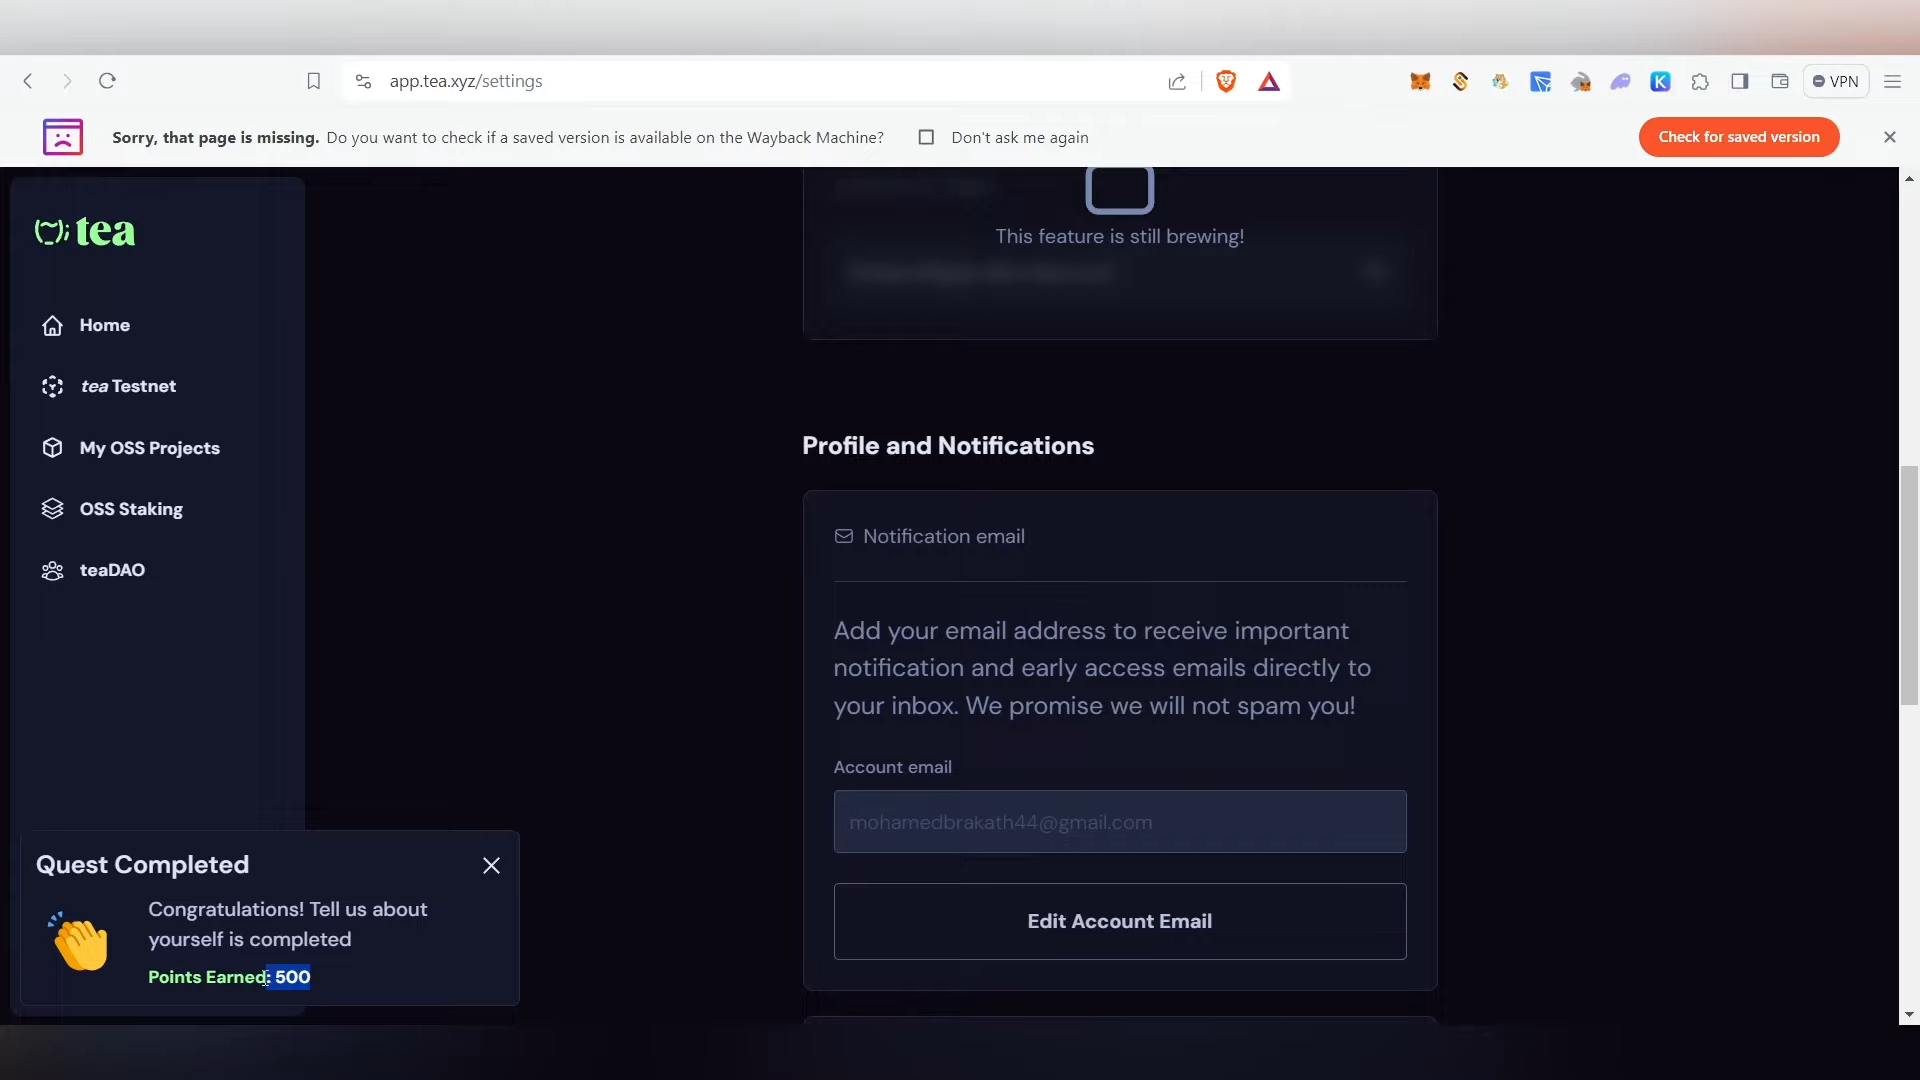 app.tea.xyz/settings
VPN
Sorry, that page is missing. Do you want to check if a saved version is available on the Wayback Machine?
Don't ask me again
Check for saved version
tea
Home
tea Testnet
My OSS Projects
OSS Staking
teaDAO
This feature is still brewing!
Profile and Notifications
Notification email
Add your email address to receive important
notification and early access emails directly to
your inbox. We promise we will not spam you!
Account email
mohamedbrakath44@gmail.com
Edit Account Email
Quest Completed
Congratulations! Tell us about
yourself is completed
Points Earned: 500